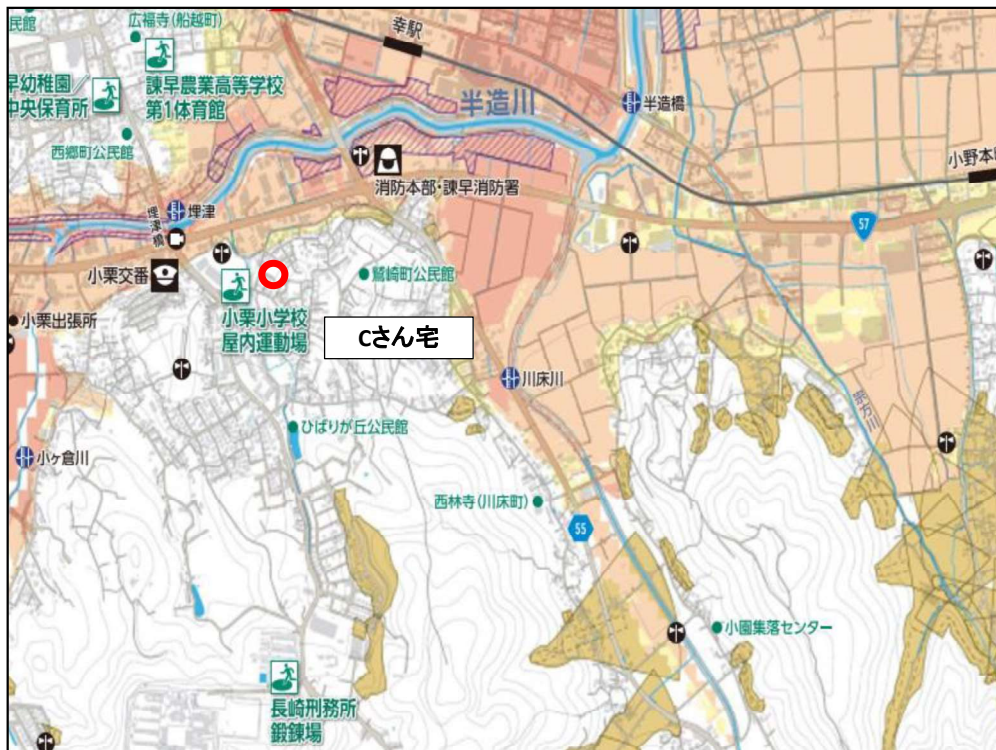 民館
広福寺(船越町)
幸駅
早幼稚園/
中央保育所
諫早農業高等学校
第1体育館
半造川
半造橋
西郷町公民館
小野本
消防本部・諫早消防署
埋津
埋津橋
57
小栗交番
鷲崎町公民館
小栗小学校
屋内運動場
小栗出張所
Cさん宅
川床川
ひばりが丘公民館
小ヶ倉川
西林寺(川床町)
55
小園集落センター
長崎刑務所
鍛錬場